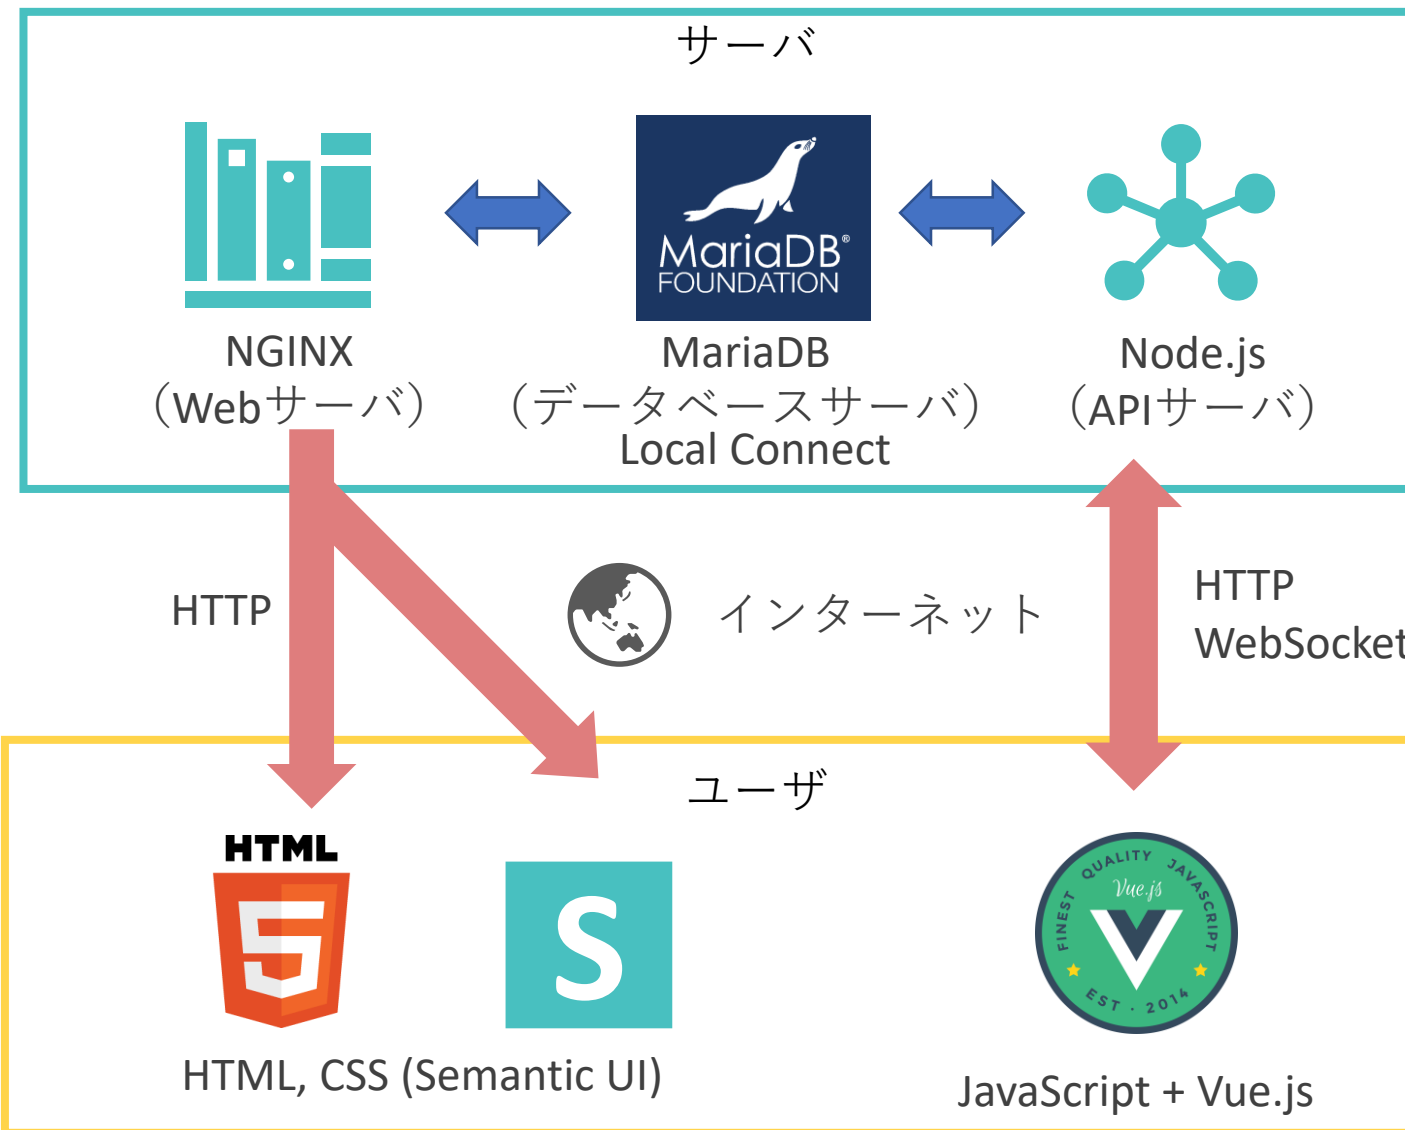 サーバ
MariaDB®
FOUNDATION
NGINX
（Webサーバ）
MariaDB
（データベースサーバ）
Local Connect
Node.js
（APIサーバ）
HTTP
インターネット
HTTP
WebSocket
ユーザ
HTML
5
S
FINEST QUALITY JAVASCRIPT
Vue.js
EST · 2014
HTML, CSS (Semantic UI)
JavaScript + Vue.js